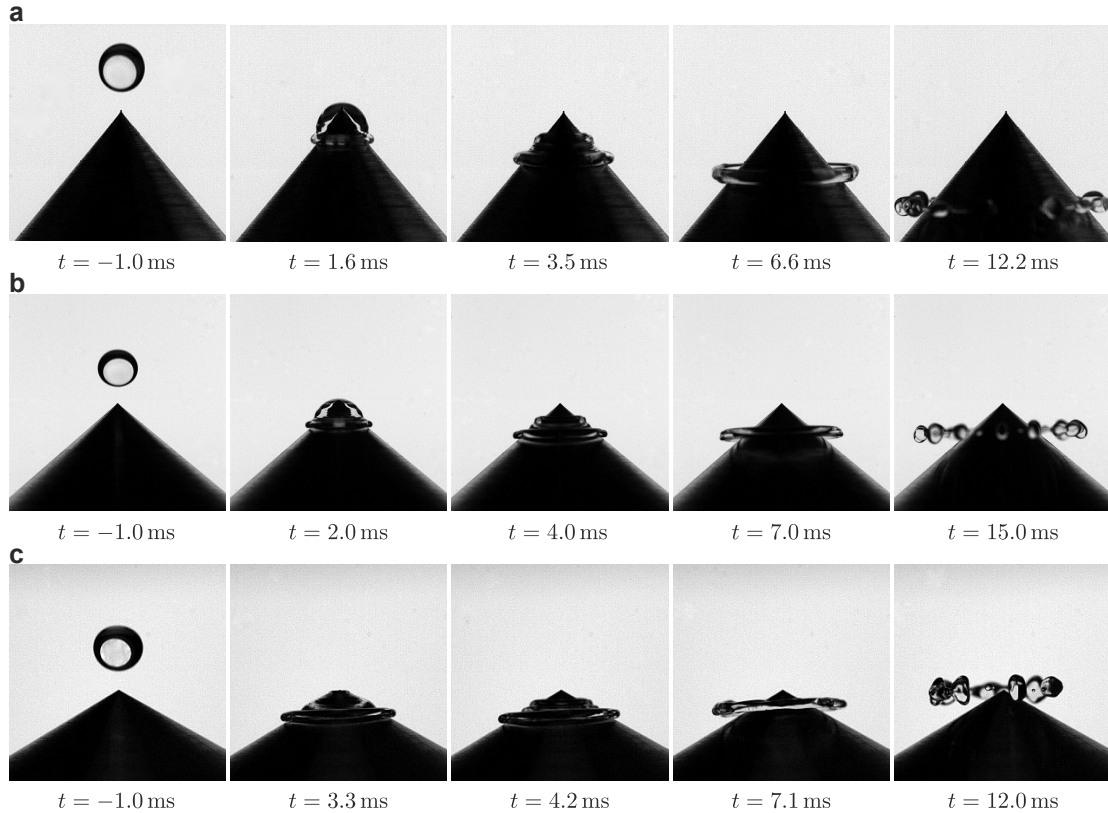 a
t = −1.0 ms t = 1.6 ms t = 3.5 ms t = 6.6 ms t = 12.2 ms
b
t = −1.0 ms t = 2.0 ms t = 4.0 ms t = 7.0 ms t = 15.0 ms
c
t = −1.0 ms t = 3.3 ms t = 4.2 ms t = 7.1 ms t = 12.0 ms